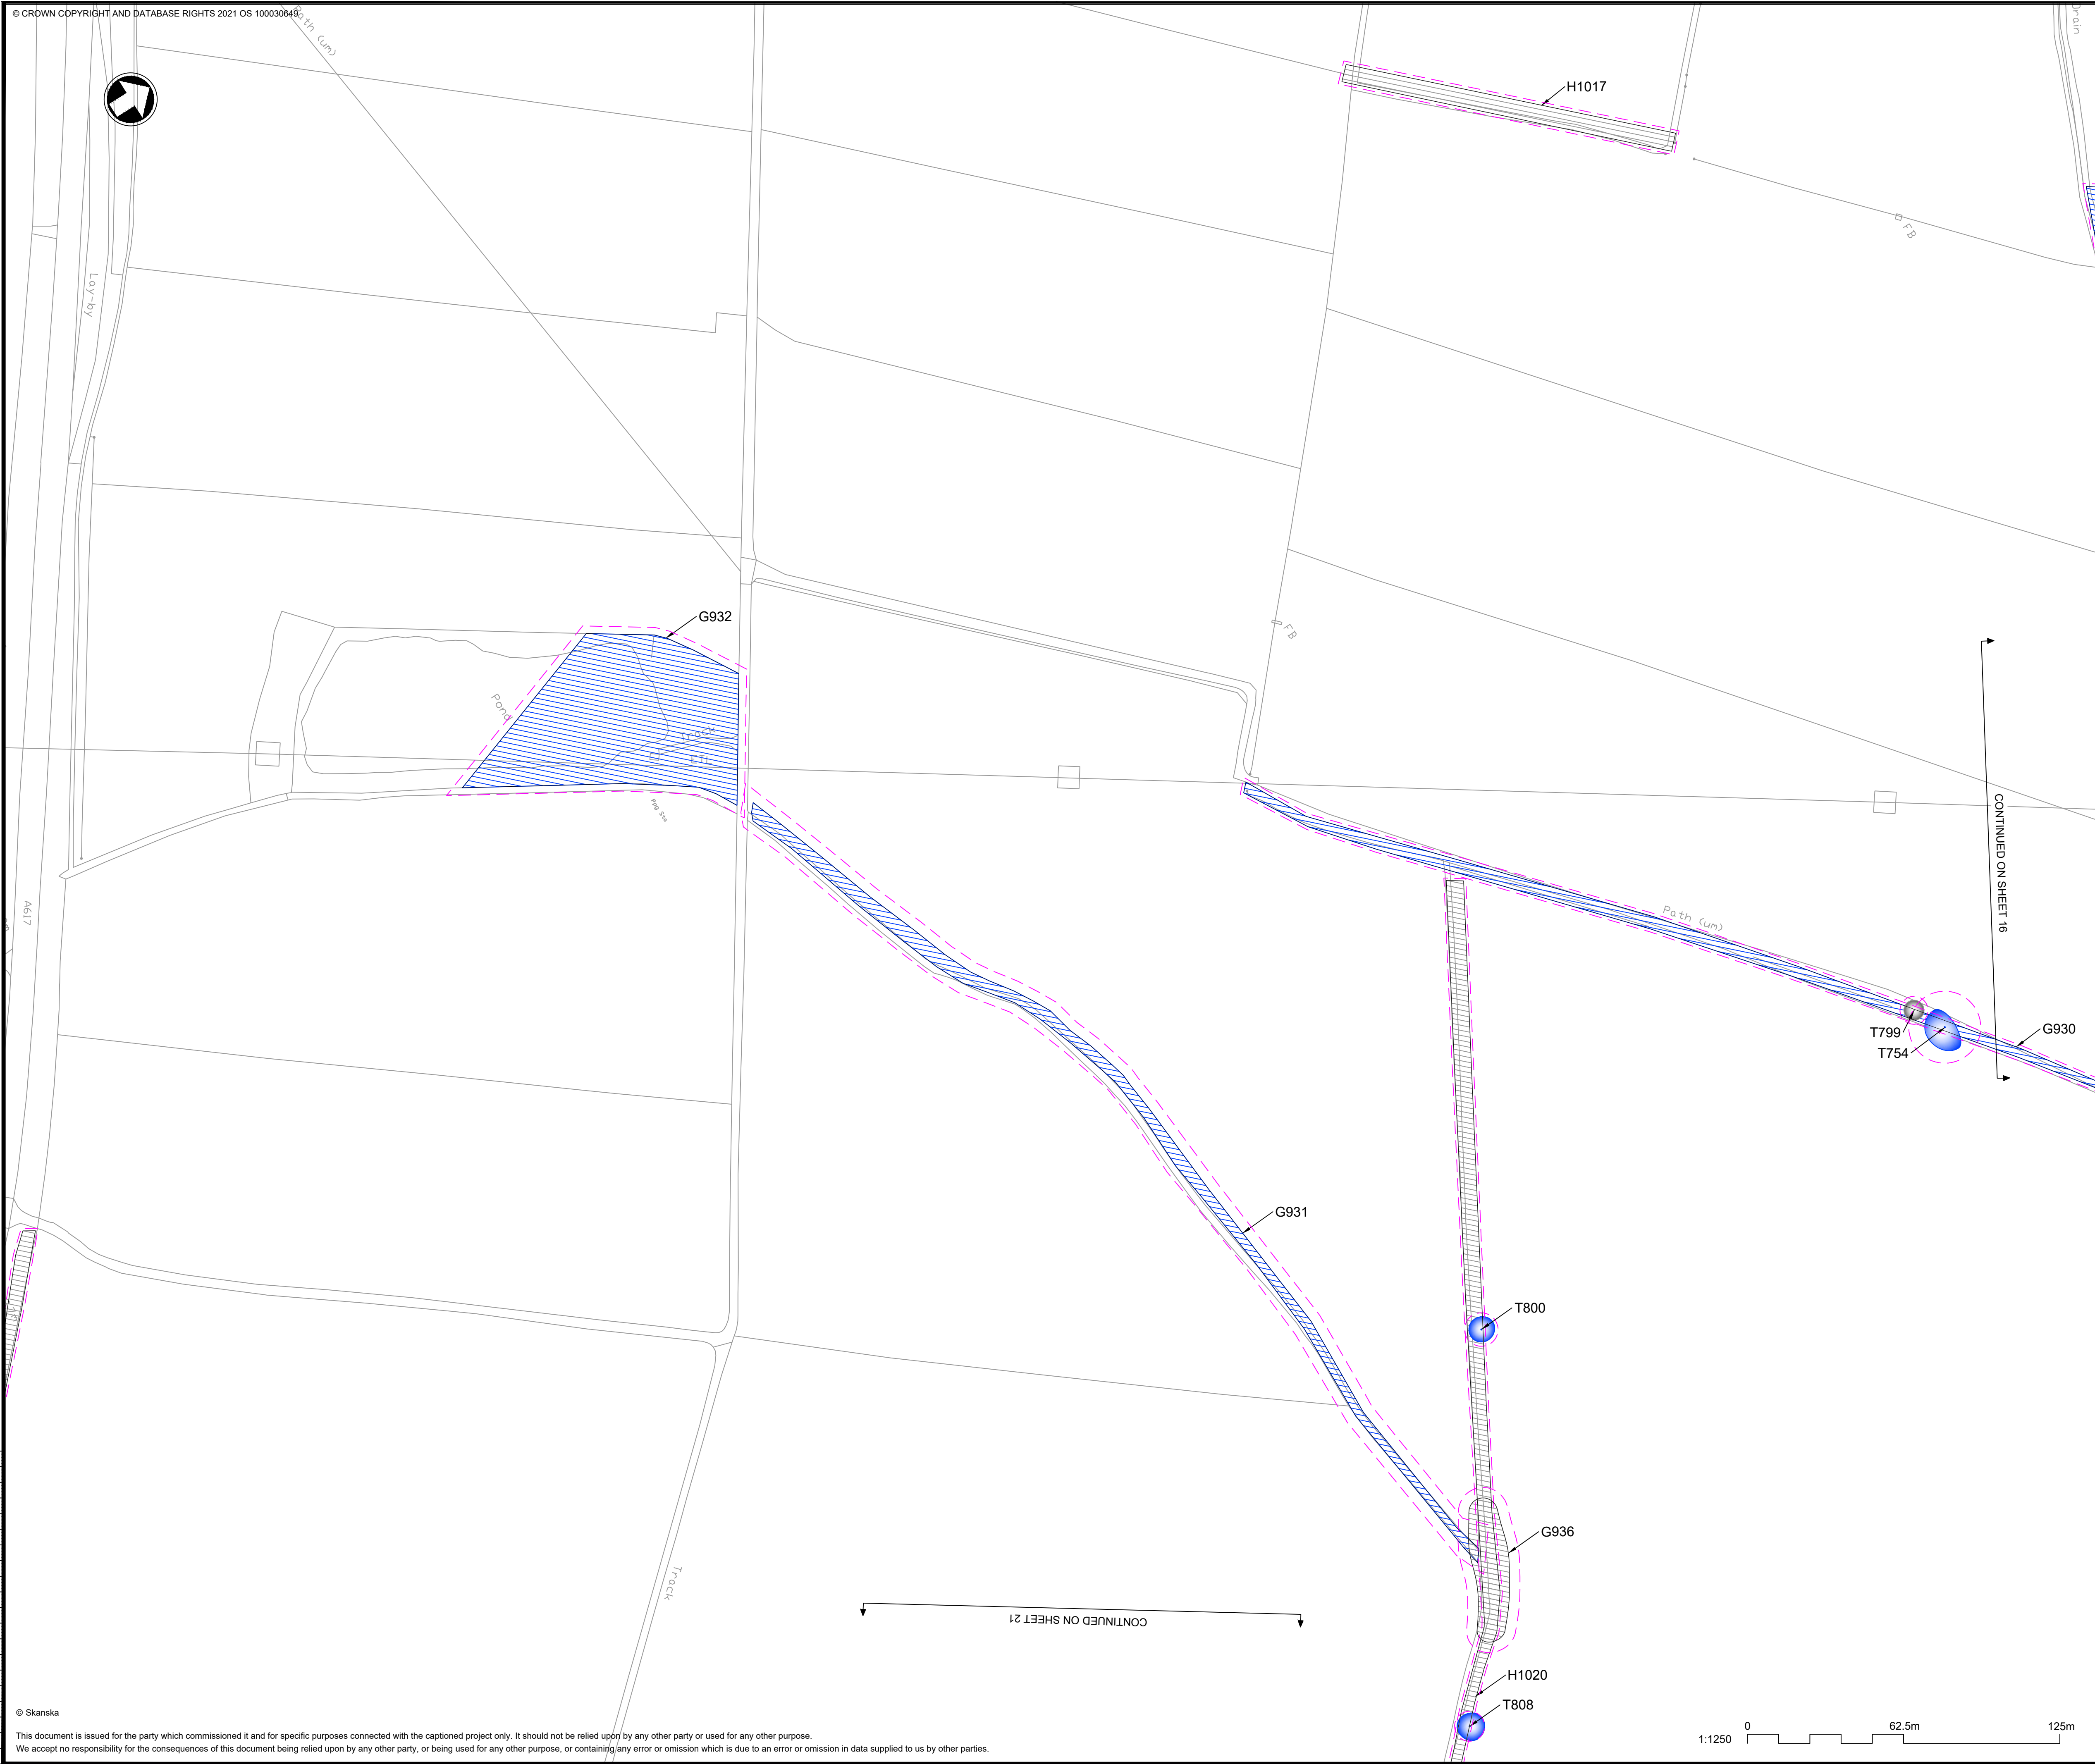 © CROWN COPYRIGHT AND DATABASE RIGHTS 2021 OS 100030649
Path (um)
Drain
H1017
FB
Lay-by
G932
FB
Pond
Track
ETL
Ppg Sta
CONTINUED ON SHEET 16
A617
Path (um)
T799
T754
G930
G931
T800
G936
Track
CONTINUED ON SHEET 21
H1020
T808
© Skanska
This document is issued for the party which commissioned it and for specific purposes connected with the captioned project only. It should not be relied upon by any other party or used for any other purpose.
We accept no responsibility for the consequences of this document being relied upon by any other party, or being used for any other purpose, or containing any error or omission which is due to an error or omission in data supplied to us by other parties.
1:1250
0 62.5m 125m